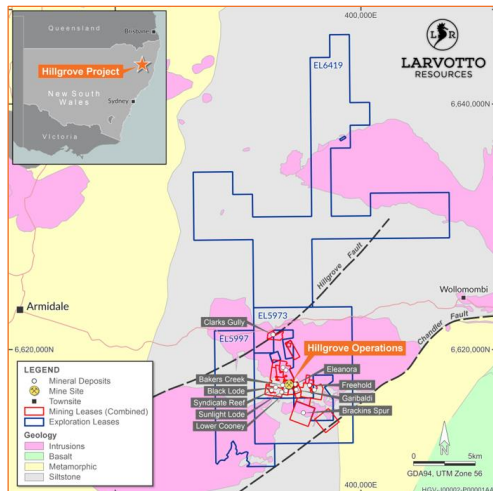 Queensland
Brisbane
Hillgrove Project
New South
Wales
Sydney
Victoria
400,000E
LARVOTTO
RESOURCES
EL6419
6,640,000N
Hillgrove Fault
Wollomombi
Armidale
EL5973
Chandler Fault
Clarks Gully
EL5997
Hillgrove Operations
6,620,000N
6,620,000N
Bakers Creek
Black Lode
Syndicate Reef
Sunlight Lode
Lower Cooney
Eleanora
Freehold
Garibaldi
Brackins Spur
LEGEND
Mineral Deposits
Mine Site
Townsite
Mining Leases (Combined)
Exploration Leases
Geology
Intrusions
Basalt
Metamorphic
Siltstone
N
0 5km
GDA94, UTM Zone 56
400,000E